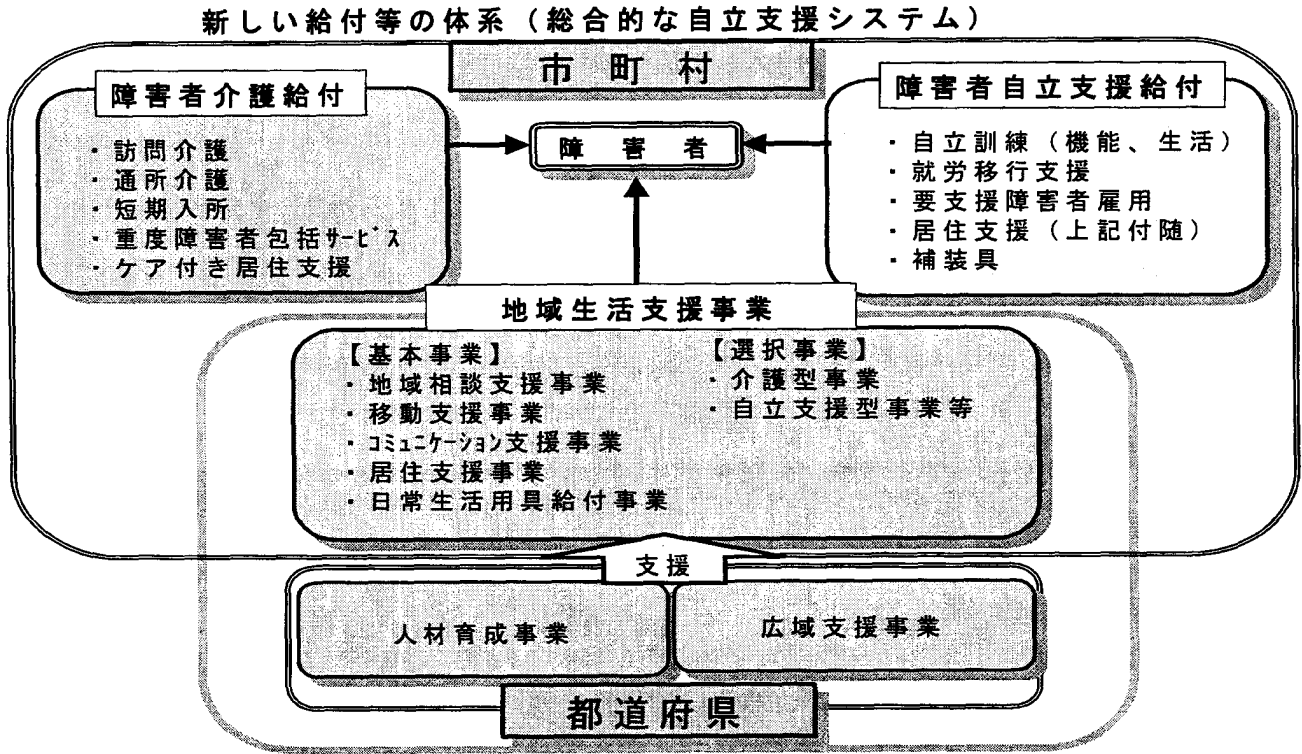 新しい給付等の体系(総合的な自立支援システム)
市町村
障害者介護給付
・訪問介護
・通所介護
・短期入所
・重度障害者包括ｻｰﾋﾞｽ
・ケア付き居住支援
障害者
障害者自立支援給付
・自立訓練(機能、生活)
・就労移行支援
・要支援障害者雇用
・居住支援(上記付随)
・補装具
地域生活支援事業
【基本事業】
・地域相談支援事業
・移動支援事業
・ｺﾐｭﾆｹｰｼｮﾝ支援事業
・居住支援事業
・日常生活用具給付事業
【選択事業】
・介護型事業
・自立支援型事業等
支援
人材育成事業
広域支援事業
都道府県